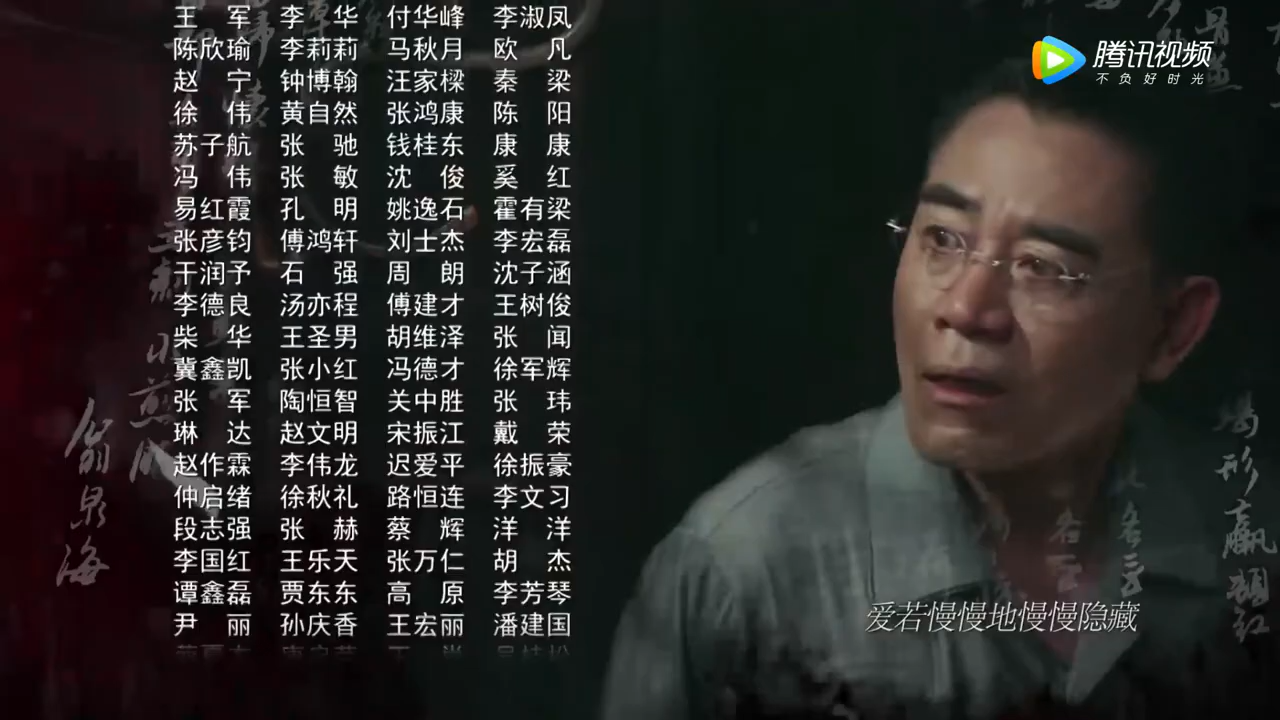 王 军 李 华 付华峰 李淑凤
陈欣瑜 李莉莉 马秋月 欧 凡
赵 宁 钟博翰 汪家樑 秦 梁
徐 伟 黄自然 张鸿康 陈 阳
苏子航 张 驰 钱桂东 康 康
冯 伟 张 敏 沈 俊 奚 红
易红霞 孔 明 姚逸石 霍有梁
张彦钧 傅鸿轩 刘士杰 李宏磊
干润予 石 强 周 朗 沈子涵
李德良 汤亦程 傅建才 王树俊
柴 华 王圣男 胡维泽 张 闻
冀鑫凯 张小红 冯德才 徐军辉
张 军 陶恒智 关中胜 张 玮
琳 达 赵文明 宋振江 戴 荣
赵作霖 李伟龙 迟爱平 徐振豪
仲启绪 徐秋礼 路恒连 李文习
段志强 张 赫 蔡 辉 洋 洋
李国红 王乐天 张万仁 胡 杰
谭鑫磊 贾东东 高 原 李芳琴
尹 丽 孙庆香 王宏丽 潘建国
腾讯视频
不负好时光
爱若慢慢地慢慢隐藏